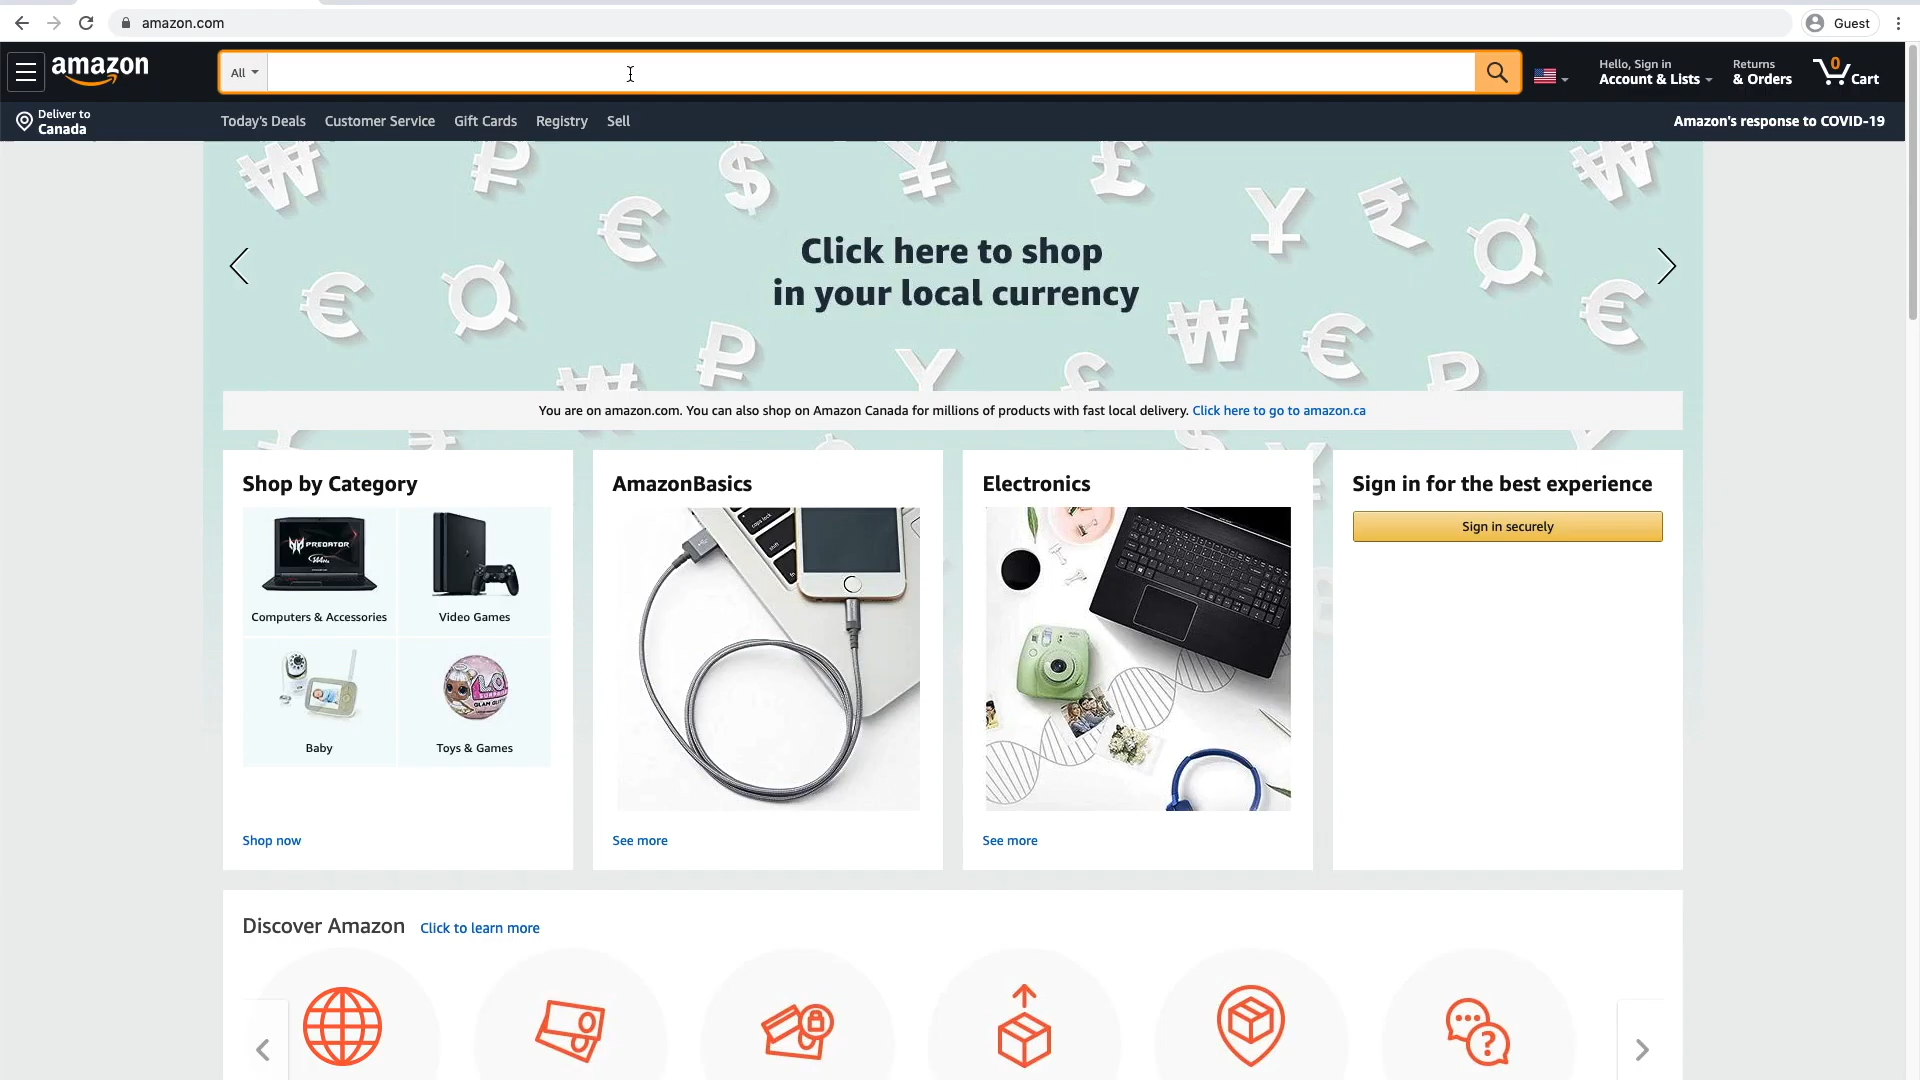 amazon.com
Guest
amazon
All
Hello, Sign in
Account & Lists
Returns
& Orders
0
Cart
Deliver to
Canada
Today's Deals
Customer Service
Gift Cards
Registry
Sell
Amazon's response to COVID-19
Click here to shop
in your local currency
You are on amazon.com. You can also shop on Amazon Canada for millions of products with fast local delivery. Click here to go to amazon.ca
Shop by Category
PREDATOR
Computers & Accessories
Video Games
Baby
Toys & Games
Shop now
AmazonBasics
caps lock
shift
See more
Electronics
See more
Sign in for the best experience
Sign in securely
Discover Amazon
Click to learn more